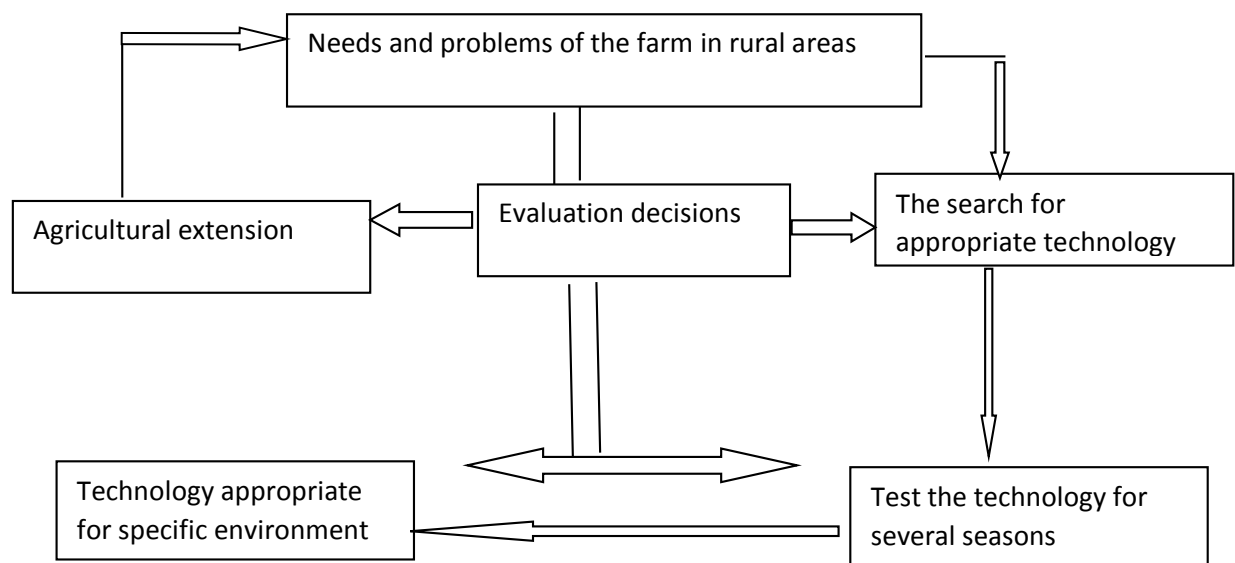 Needs and problems of the farm in rural areas
Agricultural extension
Evaluation decisions
The search for
appropriate technology
Technology appropriate
for specific environment
Test the technology for
several seasons